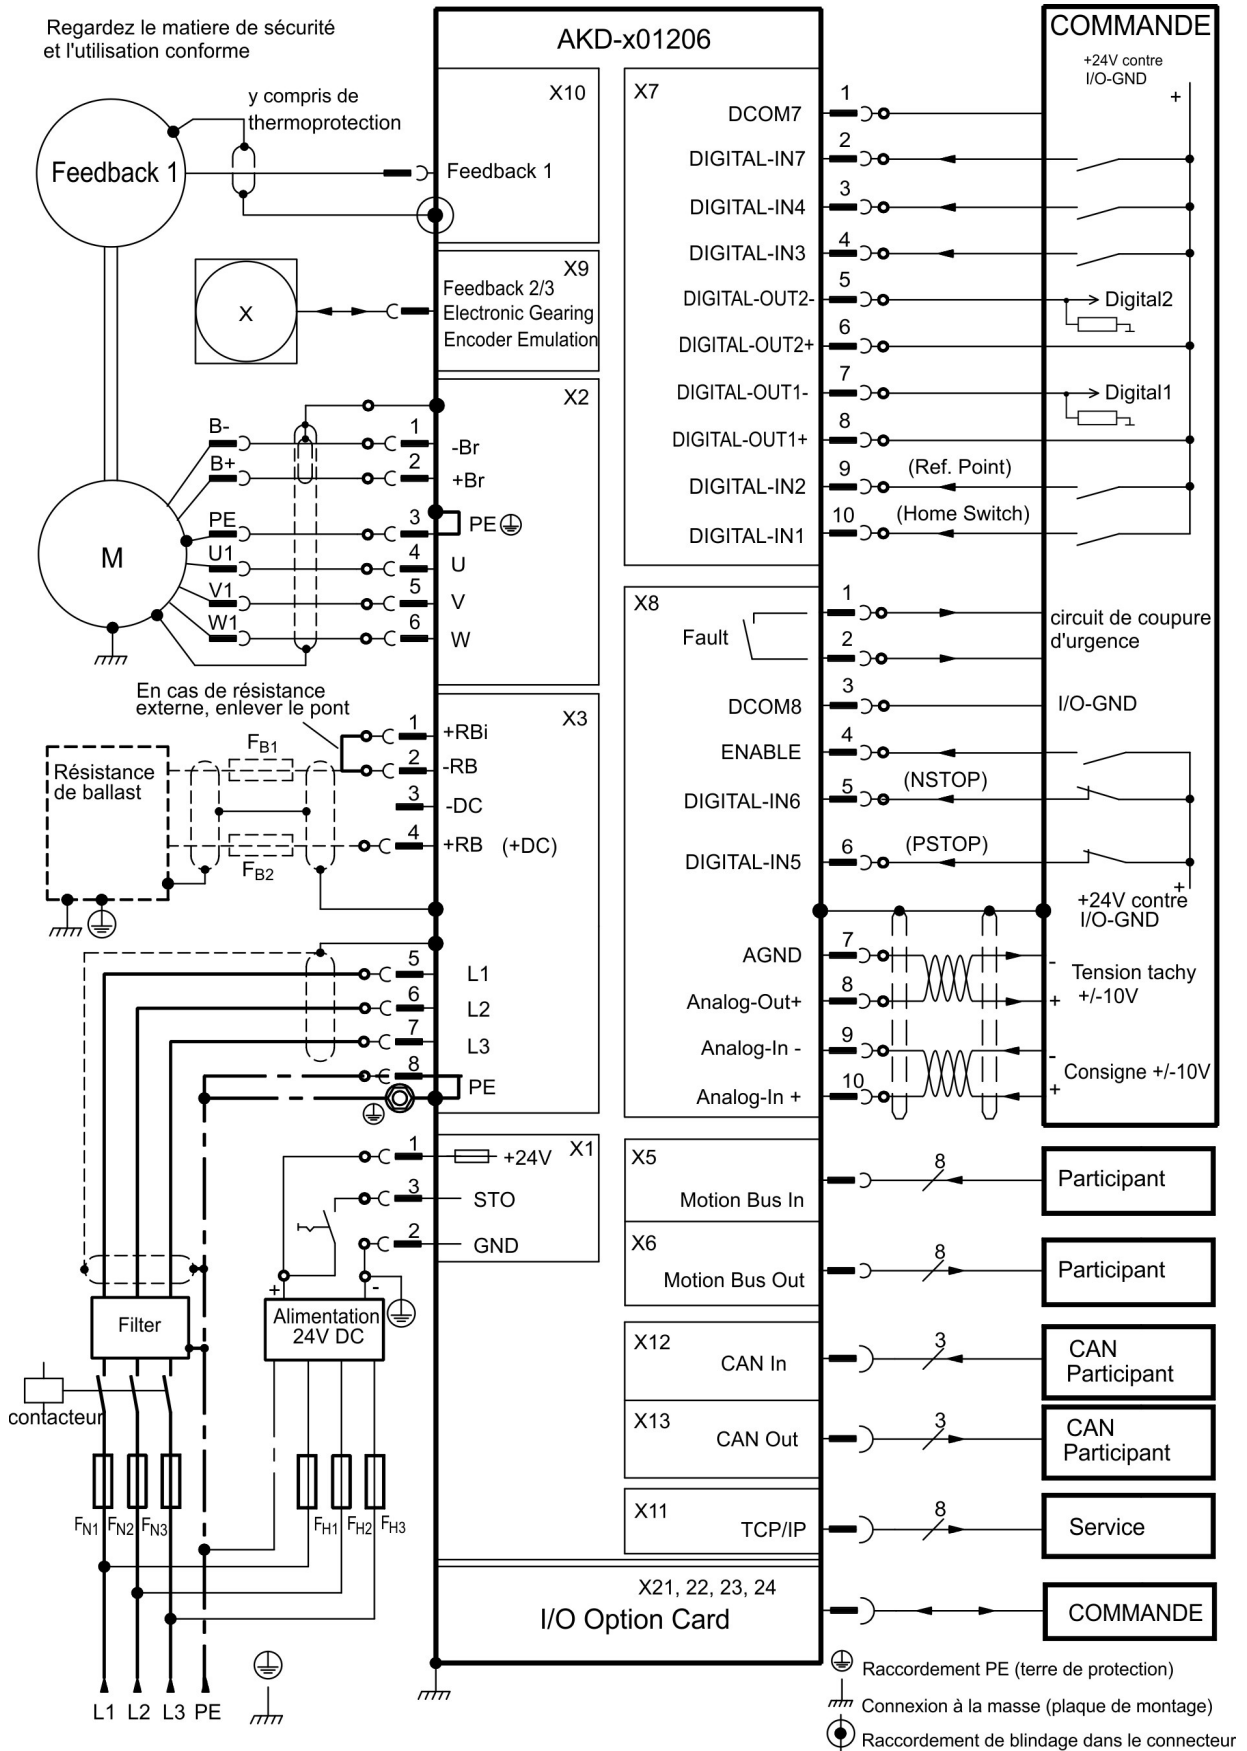 Regardez le matiere de sécurité
et l'utilisation conforme
AKD-x01206
COMMANDE
+24V contre
I/O-GND
+
y compris de
thermoprotection
Feedback 1
X10
Feedback 1
X
X9
Feedback 2/3
Electronic Gearing
Encoder Emulation
X2
B-
1
-Br
B+
2
+Br
PE
3
PE
U1
4
U
V1
5
V
W1
6
W
M
En cas de résistance
externe, enlever le pont
X3
Résistance
de ballast
FB1
FB2
1
+RBi
2
-RB
3
-DC
4
+RB (+DC)
5
L1
6
L2
7
L3
8
PE
X1
1
+24V
3
STO
2
GND
+
-
Alimentation
24V DC
Filter
contacteur
FN1
FN2
FN3
FH1
FH2
FH3
L1
L2
L3
PE
X7
DCOM7
1
DIGITAL-IN7
2
DIGITAL-IN4
3
DIGITAL-IN3
4
DIGITAL-OUT2-
5
Digital2
DIGITAL-OUT2+
6
DIGITAL-OUT1-
7
Digital1
DIGITAL-OUT1+
8
DIGITAL-IN2
9
(Ref. Point)
DIGITAL-IN1
10
(Home Switch)
X8
Fault
1
2
circuit de coupure
d'urgence
DCOM8
3
I/O-GND
ENABLE
4
DIGITAL-IN6
5
(NSTOP)
DIGITAL-IN5
6
(PSTOP)
+
+24V contre
I/O-GND
AGND
7
-
Tension tachy
+/-10V
Analog-Out+
8
+
Analog-In -
9
-
Consigne +/-10V
Analog-In +
10
+
X5
Motion Bus In
8
Participant
X6
Motion Bus Out
8
Participant
X12
CAN In
3
CAN
Participant
X13
CAN Out
3
CAN
Participant
X11
TCP/IP
8
Service
X21, 22, 23, 24
I/O Option Card
COMMANDE
Raccordement PE (terre de protection)
Connexion à la masse (plaque de montage)
Raccordement de blindage dans le connecteur